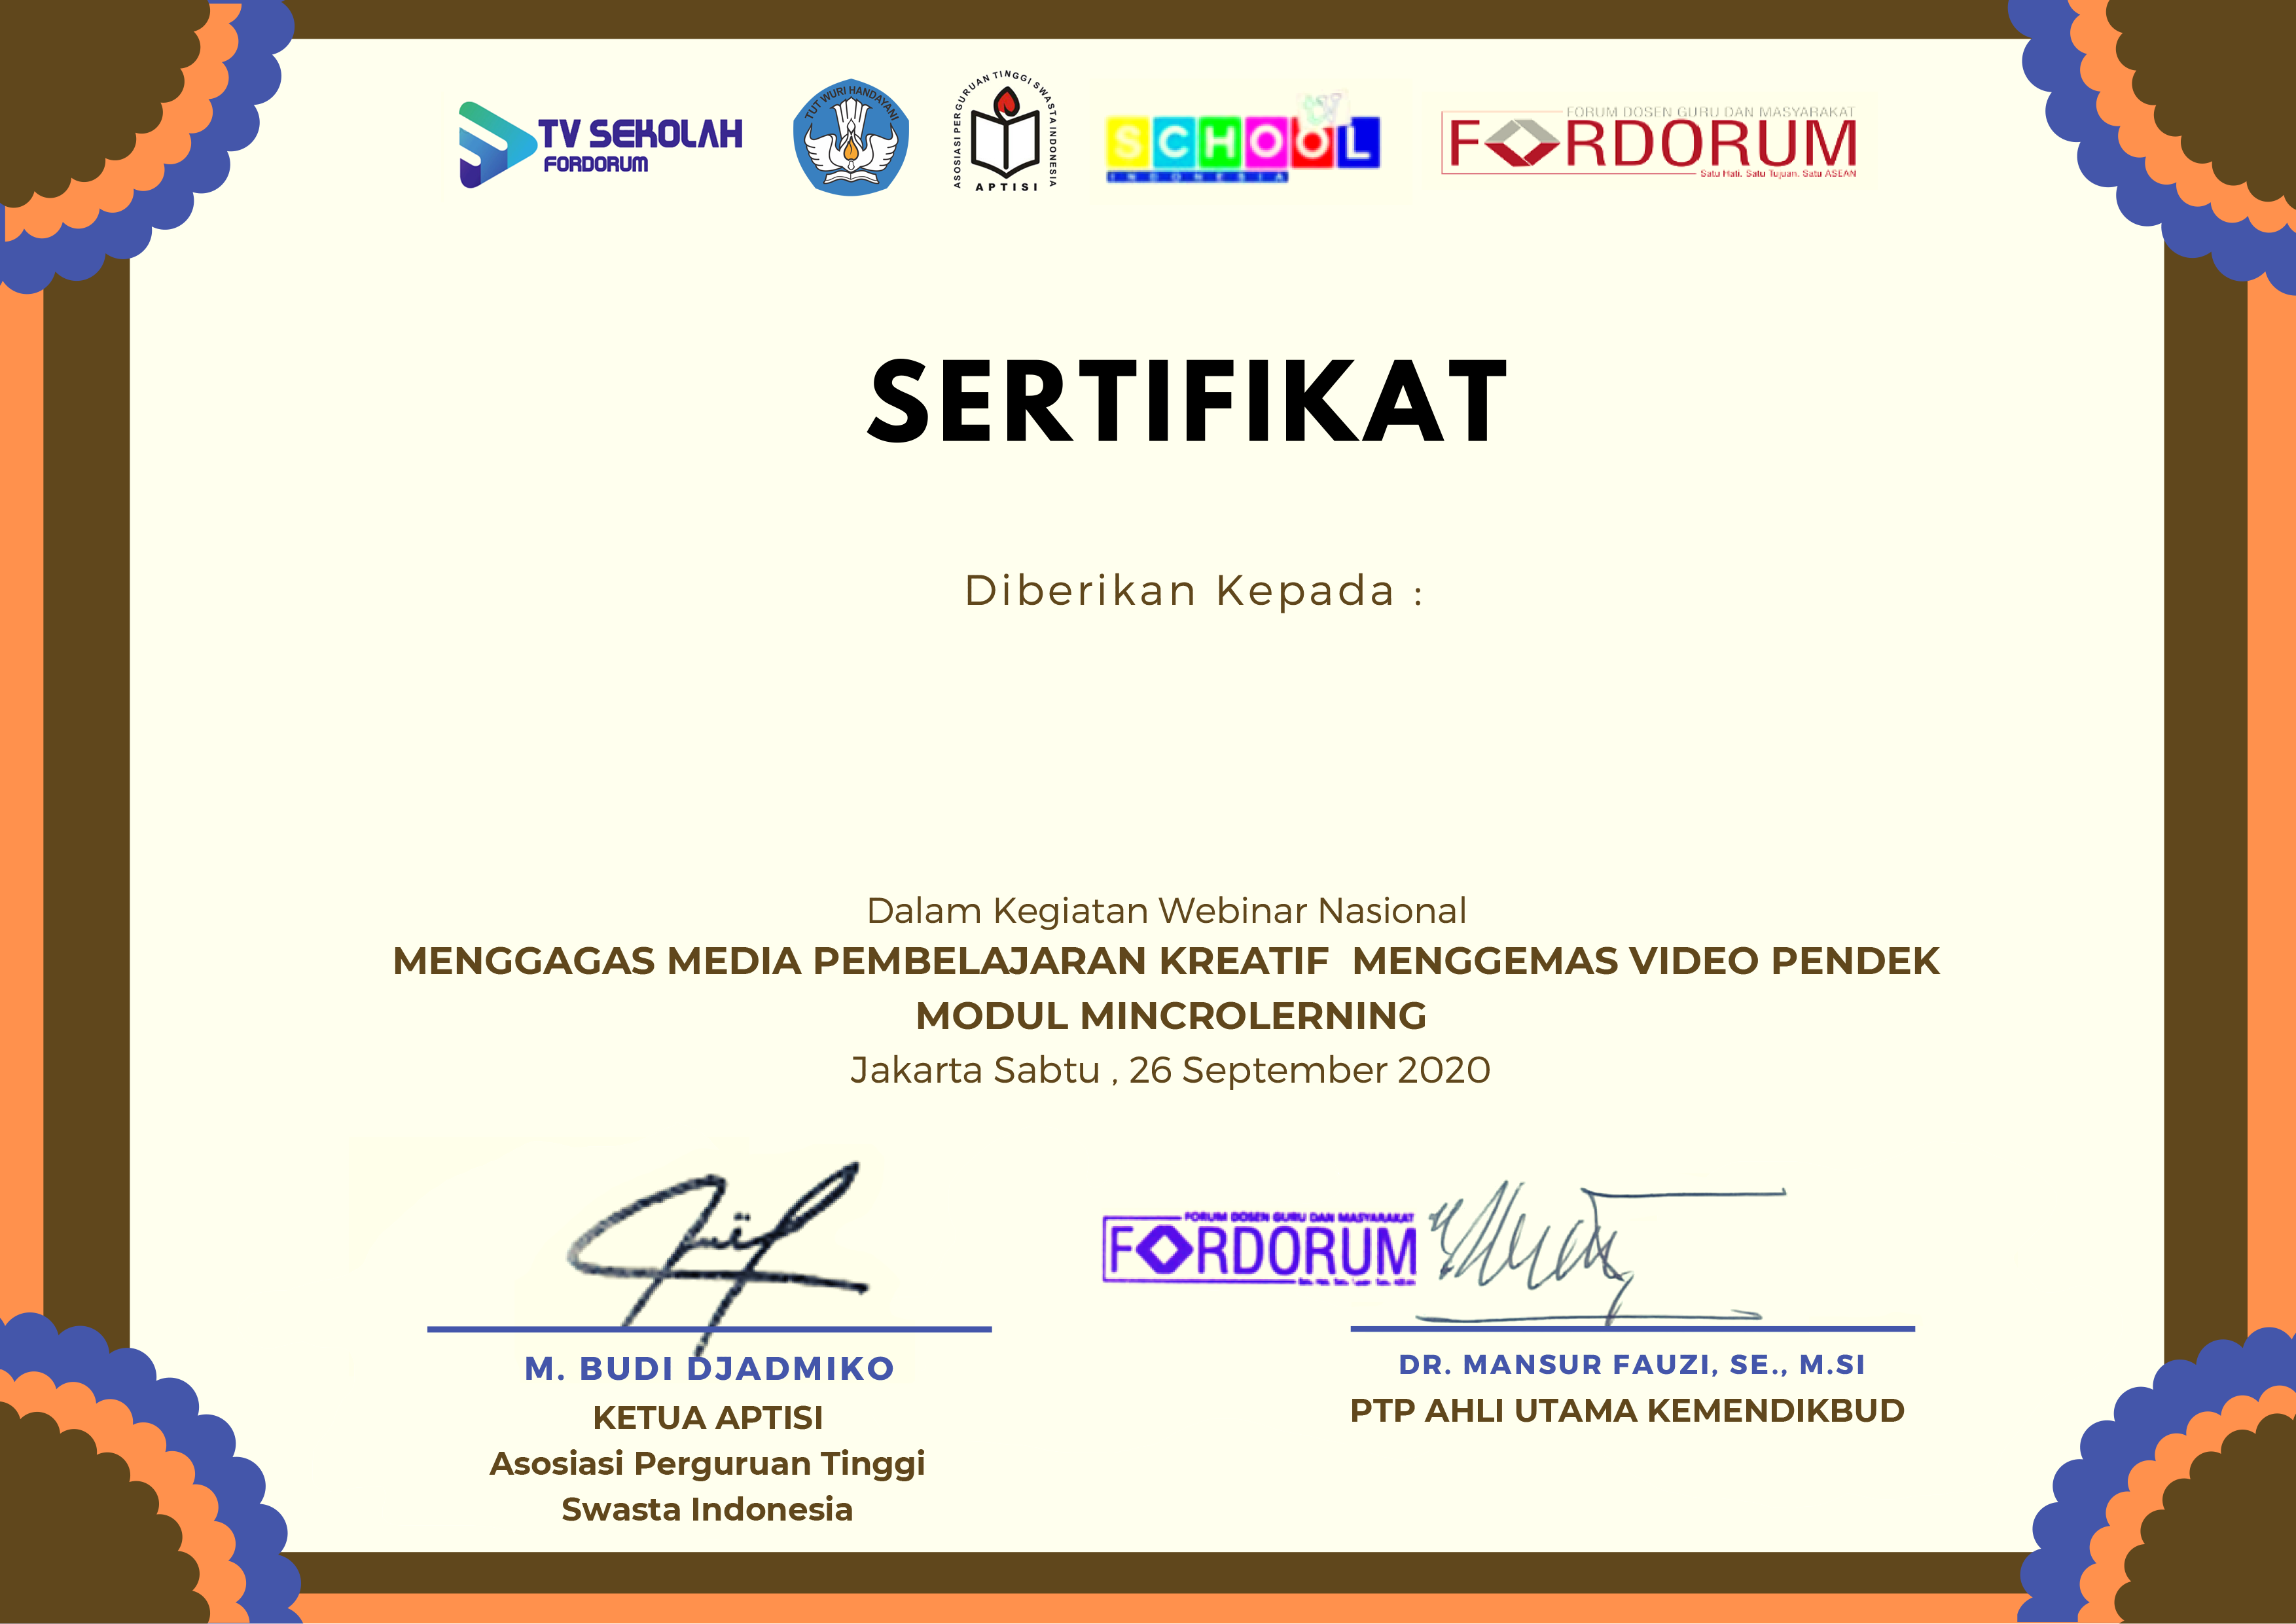 TV SEKOLAH
FORDORUM
TUT WURI HANDAYANI
ASOSIASI PERGURUAN TINGGI SWASTA INDONESIA
APTISI
SCHOOL
INDONESIA
FORUM DOSEN GURU DAN MASYARAKAT
FORDORUM
Satu Hati. Satu Tujuan. Satu ASEAN
SERTIFIKAT
Diberikan Kepada :
Dalam Kegiatan Webinar Nasional
MENGGAGAS MEDIA PEMBELAJARAN KREATIF MENGGEMAS VIDEO PENDEK
MODUL MINCROLERNING
Jakarta Sabtu , 26 September 2020
FORUM DOSEN GURU DAN MASYARAKAT
FORDORUM
M. BUDI DJADMIKO
KETUA APTISI
Asosiasi Perguruan Tinggi
Swasta Indonesia
DR. MANSUR FAUZI, SE., M.SI
PTP AHLI UTAMA KEMENDIKBUD